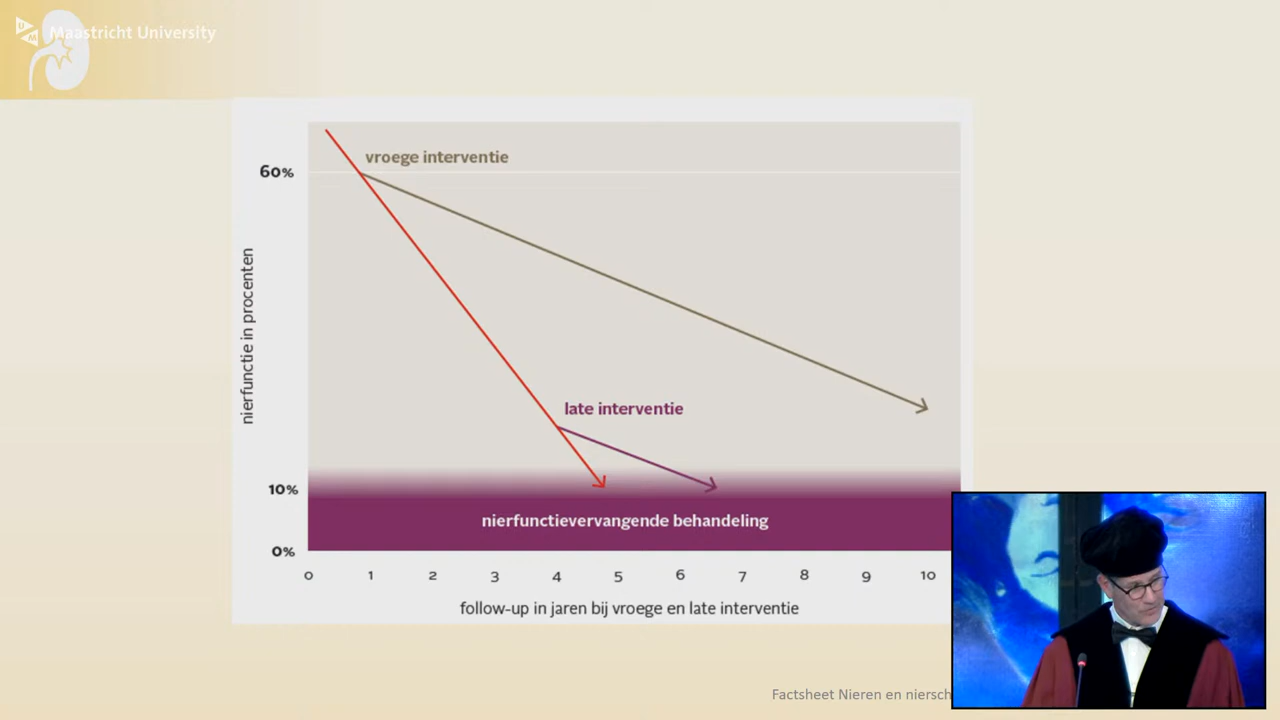 Maastricht University
vroege interventie
60%
nierfunctie in procenten
late interventie
10%
nierfunctievervangende behandeling
0%
0 1 2 3 4 5 6 7 8 9 10
follow-up in jaren bij vroege en late interventie
Factsheet Nieren en